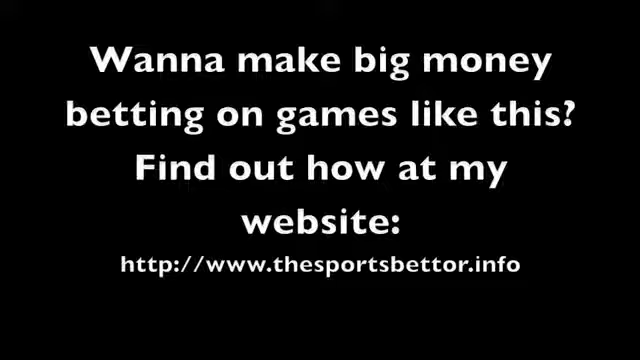 Wanna make big money
betting on games like this?
Find out how at my
website:
http://www.thesportsbettor.info